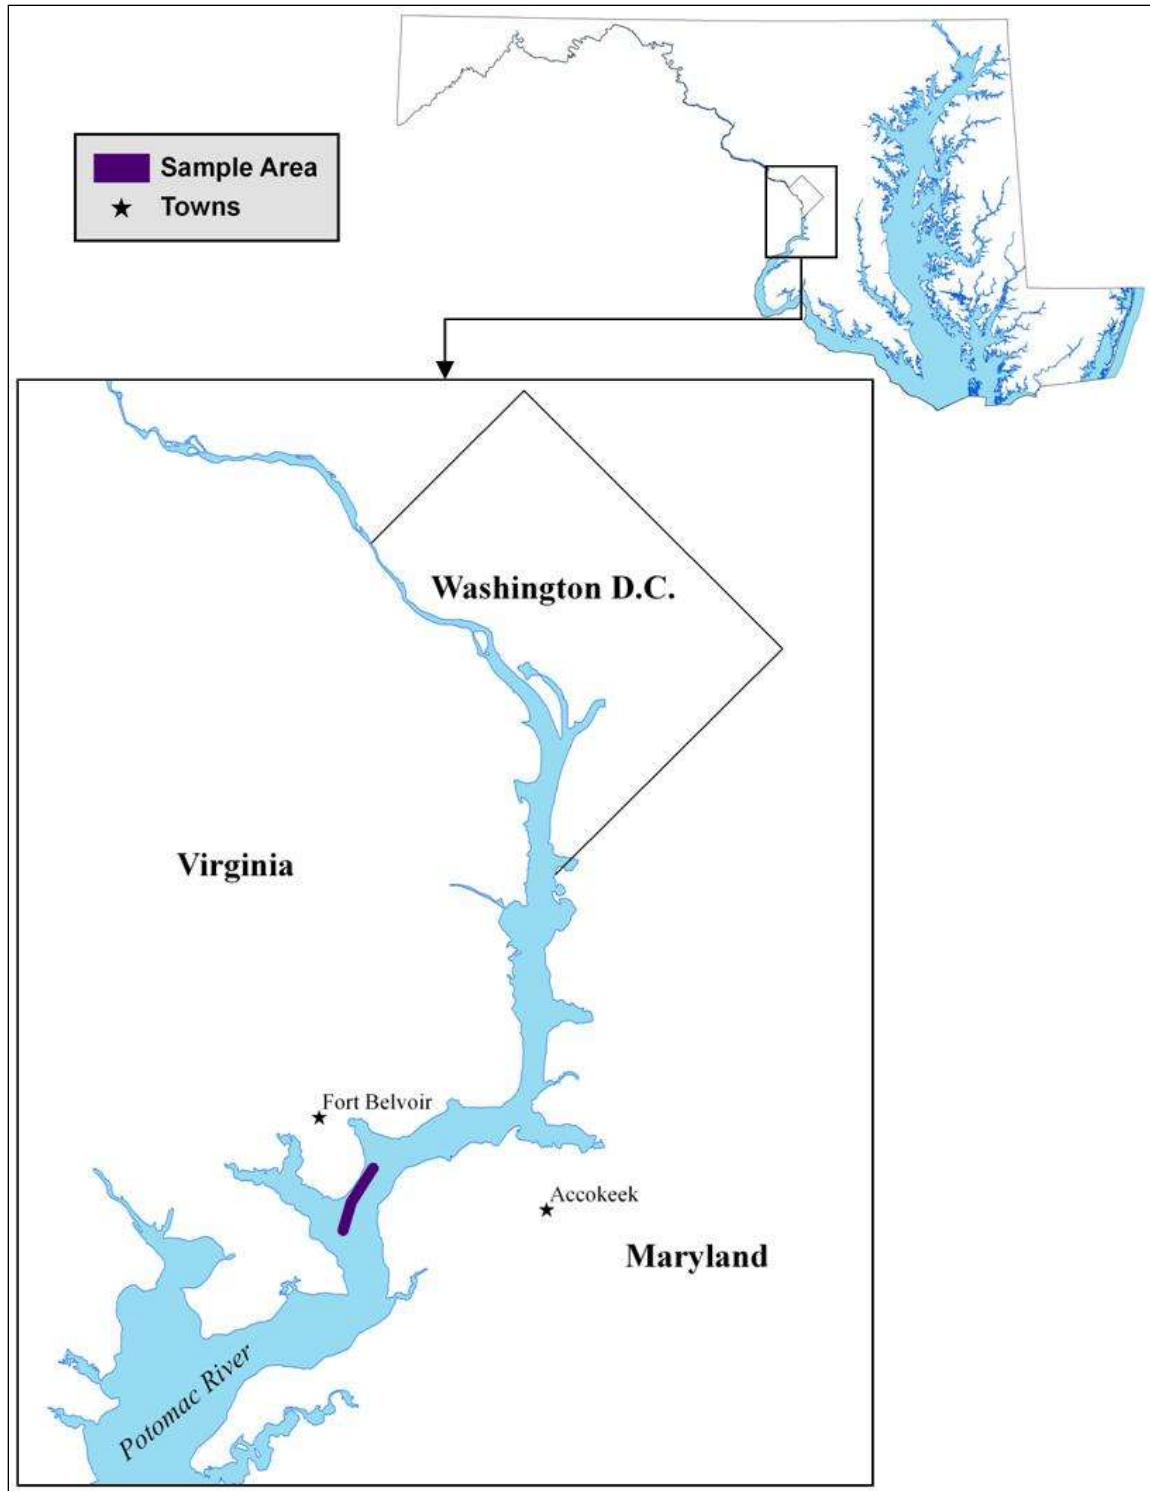 Sample Area
Towns
Washington D.C.
Virginia
Fort Belvoir
Accokeek
Maryland
Potomac River